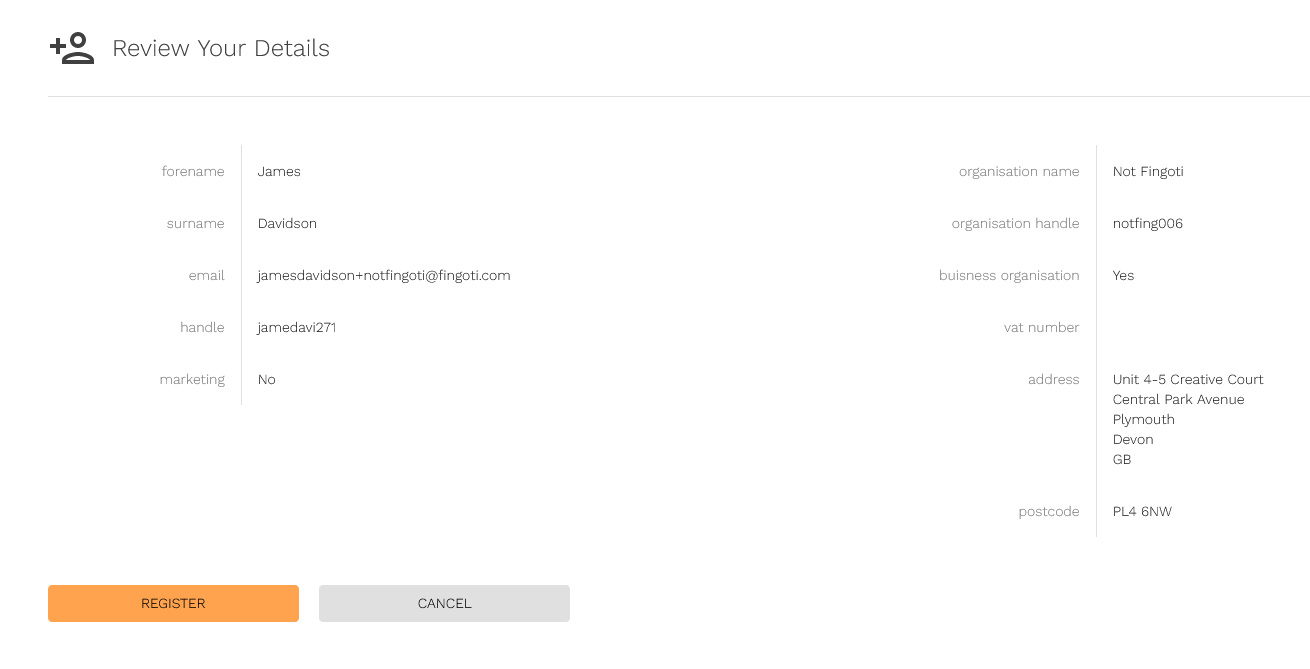 Review Your Details
forename James
surname Davidson
email jamesdavidson+notfingoti@fingoti.com
handle jamedavi271
marketing No
organisation name Not Fingoti
organisation handle notfing006
buisness organisation Yes
vat number
address Unit 4-5 Creative Court
Central Park Avenue
Plymouth
Devon
GB
postcode PL4 6NW
REGISTER
CANCEL